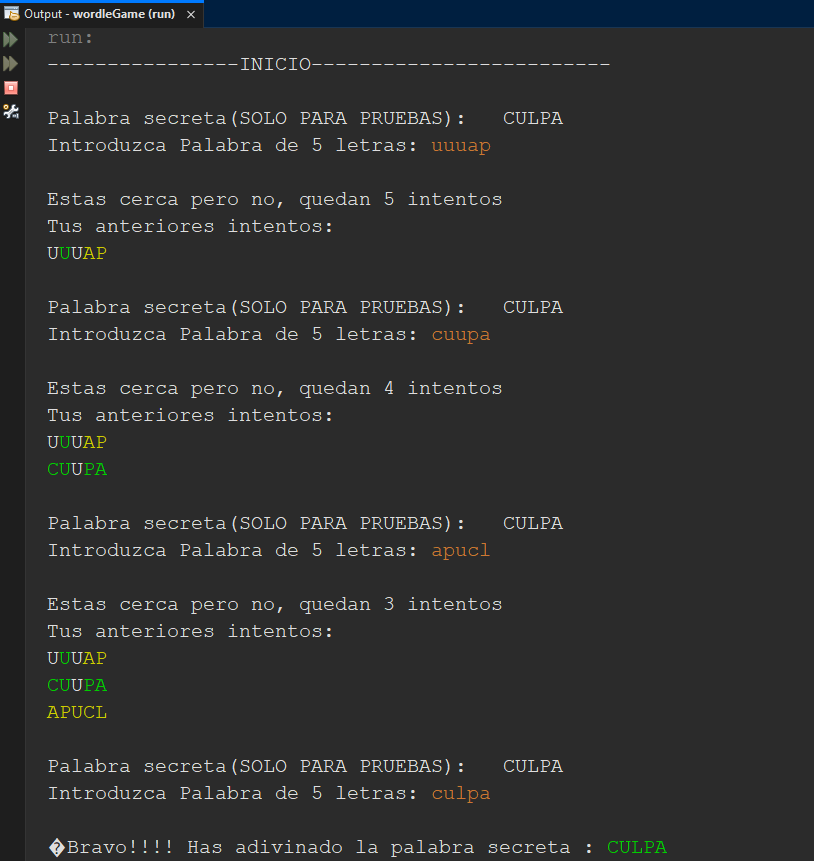 Output - wordleGame (run) ×
run:
----------------INICIO-------------------------
Palabra secreta(SOLO PARA PRUEBAS):   CULPA
Introduzca Palabra de 5 letras: uuuap
Estas cerca pero no, quedan 5 intentos
Tus anteriores intentos:
UUUAP
Palabra secreta(SOLO PARA PRUEBAS):   CULPA
Introduzca Palabra de 5 letras: cuupa
Estas cerca pero no, quedan 4 intentos
Tus anteriores intentos:
UUUAP
CUUPA
Palabra secreta(SOLO PARA PRUEBAS):   CULPA
Introduzca Palabra de 5 letras: apucl
Estas cerca pero no, quedan 3 intentos
Tus anteriores intentos:
UUUAP
CUUPA
APUCL
Palabra secreta(SOLO PARA PRUEBAS):   CULPA
Introduzca Palabra de 5 letras: culpa
�Bravo!!!! Has adivinado la palabra secreta : CULPA